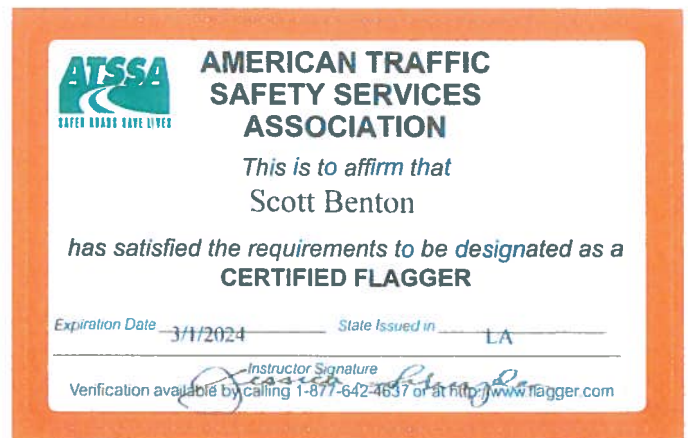 ATSSA
SAFER ROADS SAVE LIVES
AMERICAN TRAFFIC
SAFETY SERVICES
ASSOCIATION
This is to affirm that
Scott Benton
has satisfied the requirements to be designated as a
CERTIFIED FLAGGER
Expiration Date 3/1/2024 State Issued in LA
Instructor Signature
Jessica
Verification available by calling 1-877-642-4637 or at http://www.flagger.com